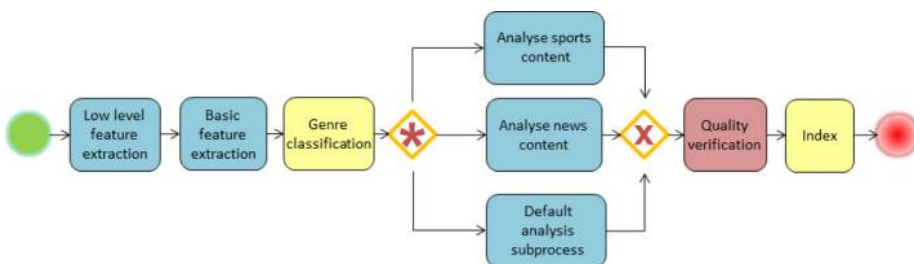 Low level
feature
extraction
Basic
feature
extraction
Genre
classification
*
Analyse sports
content
Analyse news
content
Default
analysis
subprocess
X
Quality
verification
Index